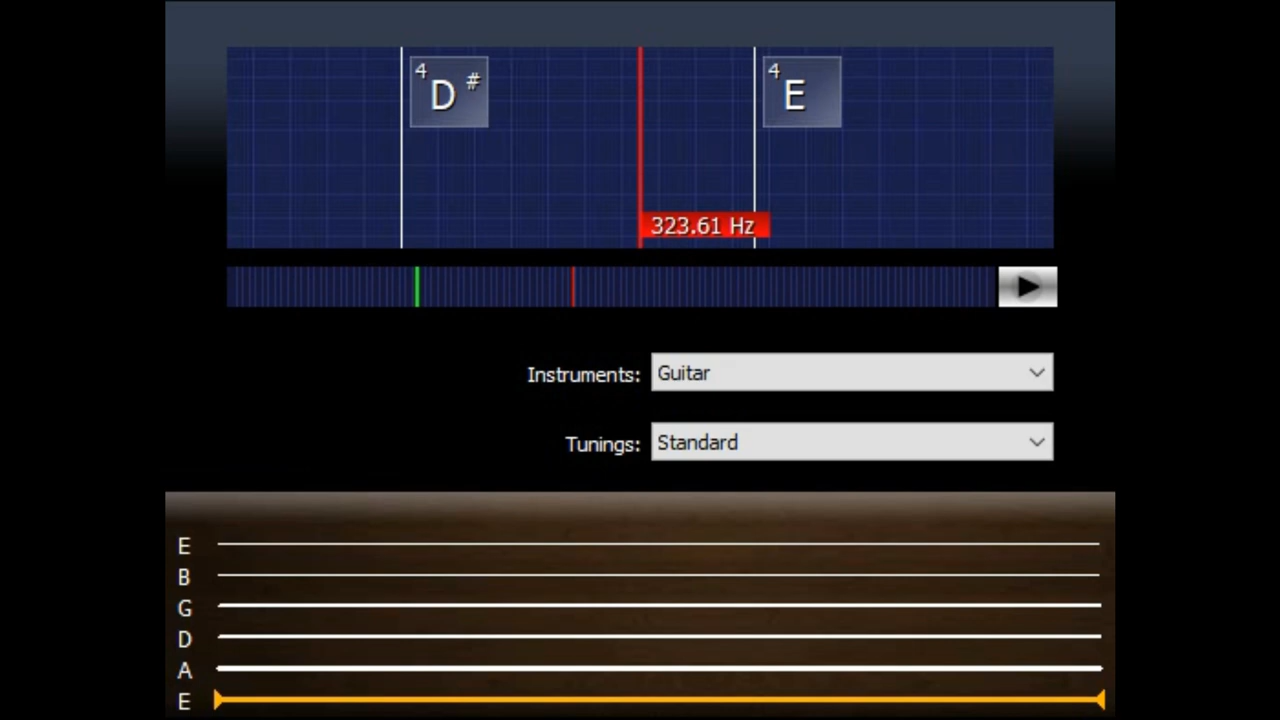 4 D # 4 E
323.61 Hz
Instruments: Guitar
Tunings: Standard
E
B
G
D
A
E